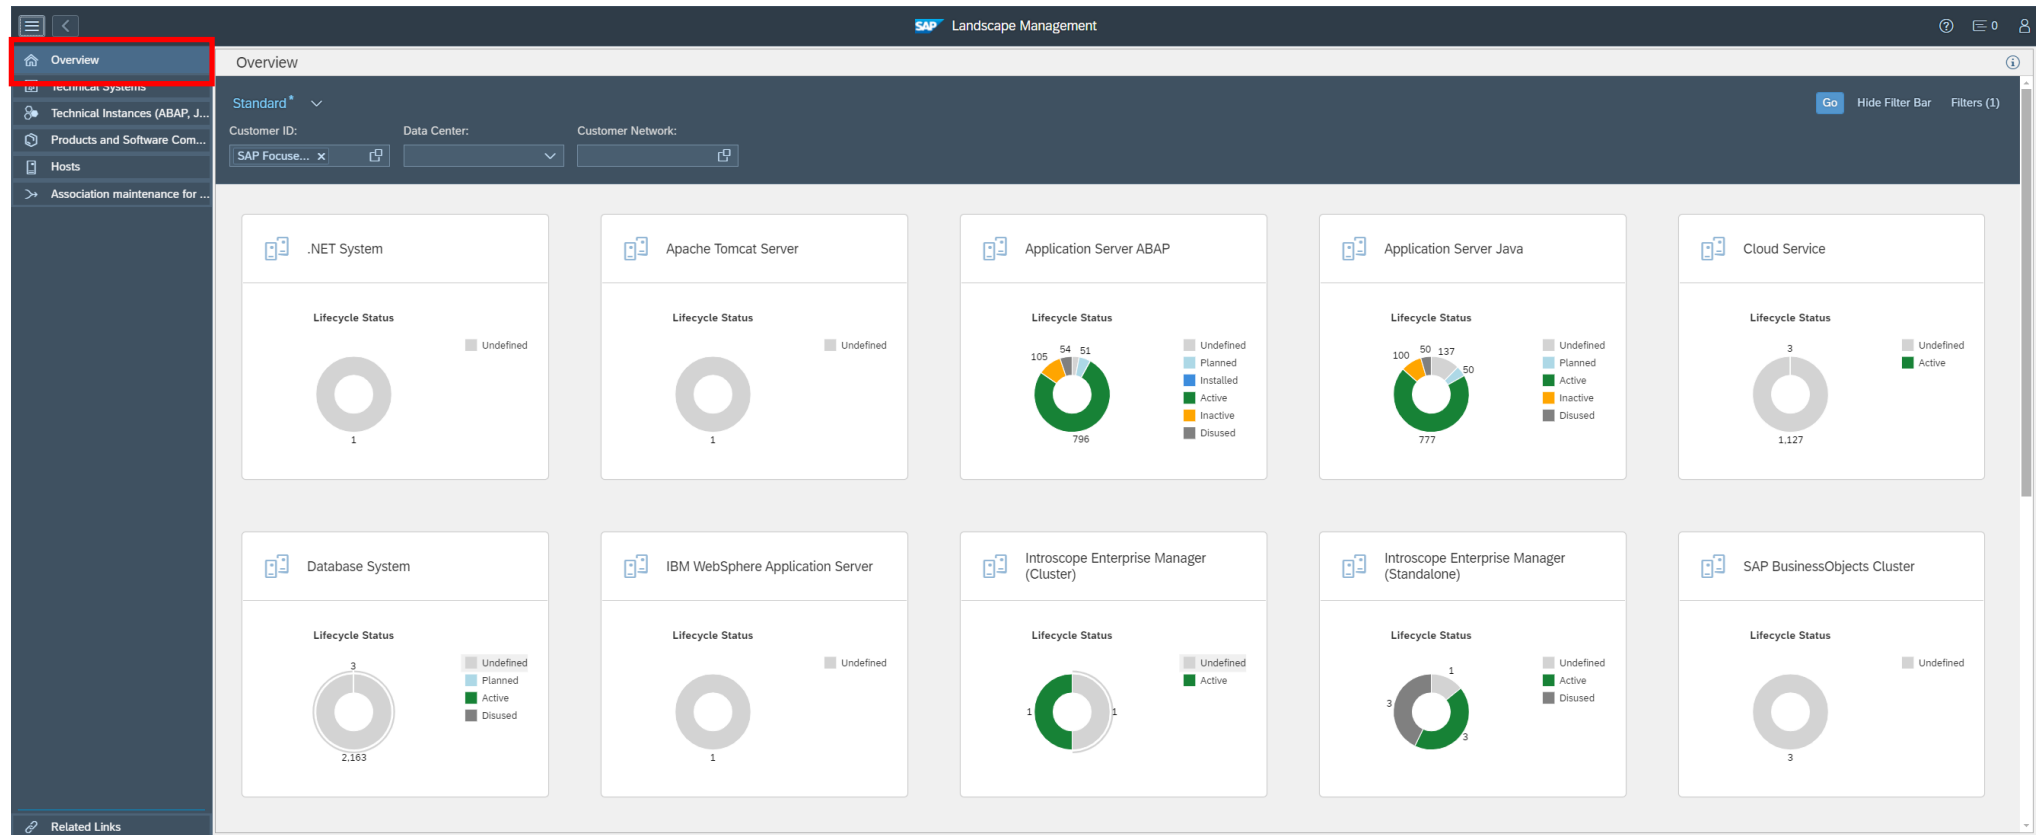 SAP Landscape Management
0
Overview
Technical Systems
Technical Instances (ABAP, J...
Products and Software Com...
Hosts
Association maintenance for ...
Related Links
Overview
Standard*
Go Hide Filter Bar Filters (1)
Customer ID: Data Center: Customer Network:
SAP Focuse...
.NET System
Lifecycle Status
Undefined
1
Apache Tomcat Server
Lifecycle Status
Undefined
1
Application Server ABAP
Lifecycle Status
105 54 51
796
Undefined
Planned
Installed
Active
Inactive
Disused
Application Server Java
Lifecycle Status
100 50 137
50
777
Undefined
Planned
Active
Inactive
Disused
Cloud Service
Lifecycle Status
3
1,127
Undefined
Active
Database System
Lifecycle Status
3
2,163
Undefined
Planned
Active
Disused
IBM WebSphere Application Server
Lifecycle Status
Undefined
1
Introscope Enterprise Manager
(Cluster)
Lifecycle Status
1 1
Undefined
Active
Introscope Enterprise Manager
(Standalone)
Lifecycle Status
1
3
3
Undefined
Active
Disused
SAP BusinessObjects Cluster
Lifecycle Status
Undefined
3